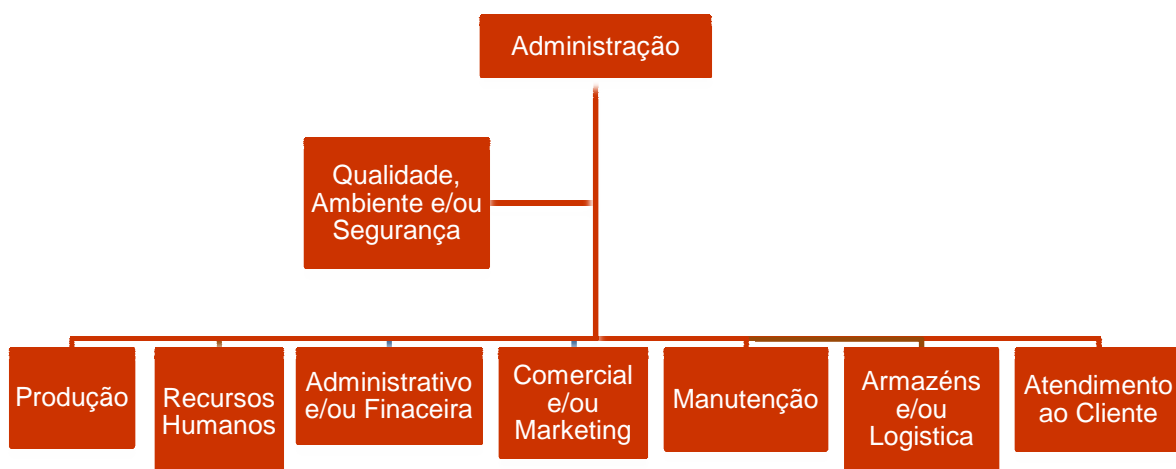 Administração
Qualidade,
Ambiente e/ou
Segurança
Produção
Recursos
Humanos
Administrativo
e/ou Finaceira
Comercial
e/ou
Marketing
Manutenção
Armazéns
e/ou
Logistica
Atendimento
ao Cliente